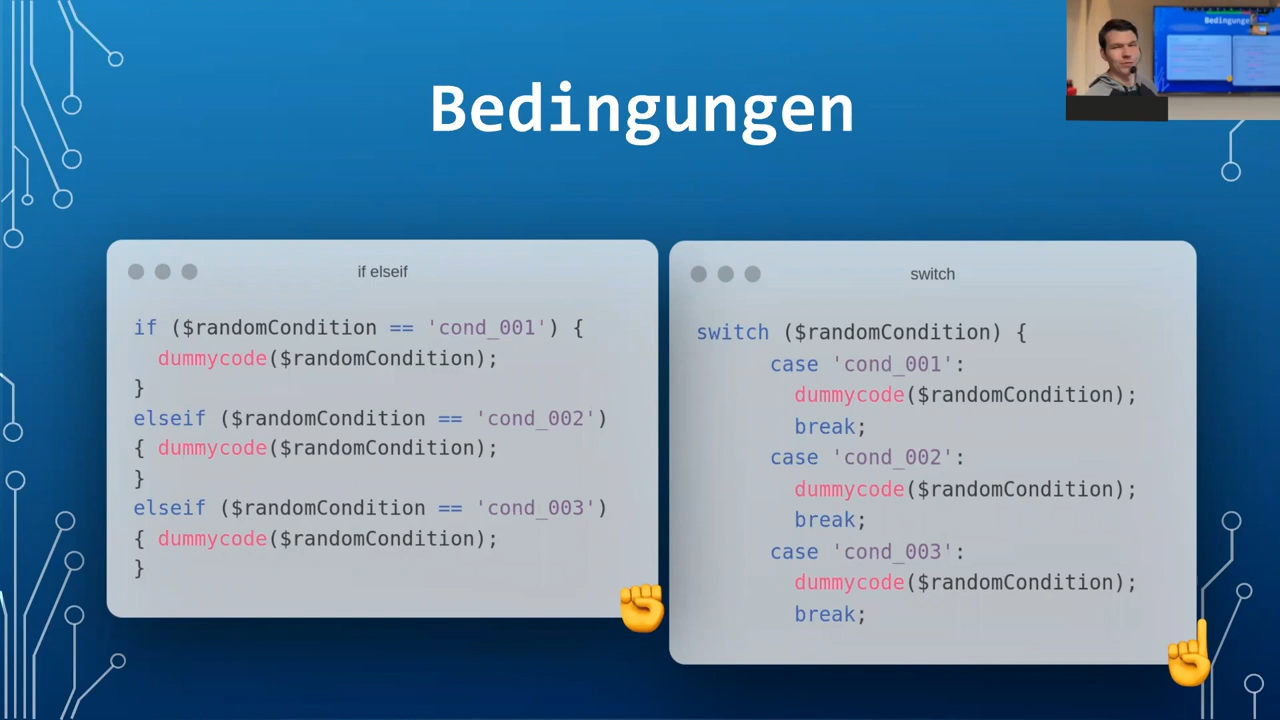 Bedingungen
Bedingungen
if elseif
if ($randomCondition == 'cond_001') {
dummycode($randomCondition);
}
elseif ($randomCondition == 'cond_002')
{ dummycode($randomCondition);
}
elseif ($randomCondition == 'cond_003')
{ dummycode($randomCondition);
}
switch
switch ($randomCondition) {
case 'cond_001':
dummycode($randomCondition);
break;
case 'cond_002':
dummycode($randomCondition);
break;
case 'cond_003':
dummycode($randomCondition);
break;